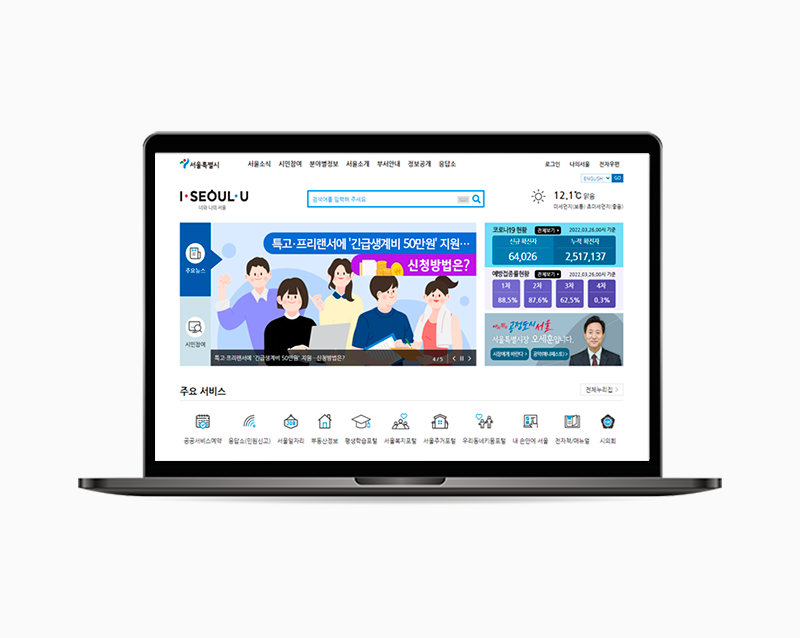 서울특별시
서울소식 시민참여 분야별정보 서울소개 부서안내 정보공개 응답소
로그인 나의서울 전자우편
ENGLISH GO
I·SEOUL·U
너와 나의 서울
검색어를 입력해 주세요
12.1℃ 맑음
미세먼지(보통) 초미세먼지(좋음)
주요뉴스
시민참여
특고·프리랜서에 '긴급생계비 50만원' 지원…
신청방법은?
특고·프리랜서에 '긴급생계비 50만원' 지원…신청방법은?
4 / 5
코로나19 현황 전체보기 2022.03.26.00시 기준
신규 확진자 누적 확진자
64,026 2,517,137
예방접종률현황 전체보기 2022.03.26.00시 기준
1차 2차 3차 4차
88.5% 87.6% 62.5% 0.3%
공정도시 서울
서울특별시장 오세훈입니다.
시장에게 바란다 공약(매니페스토)
주요 서비스
전체누리집
공공서비스예약 응답소(민원신고) 서울일자리 부동산정보 평생학습포털 서울복지포털 서울주거포털 우리동네키움포털 내 손안에 서울 전자책/매뉴얼 시의회